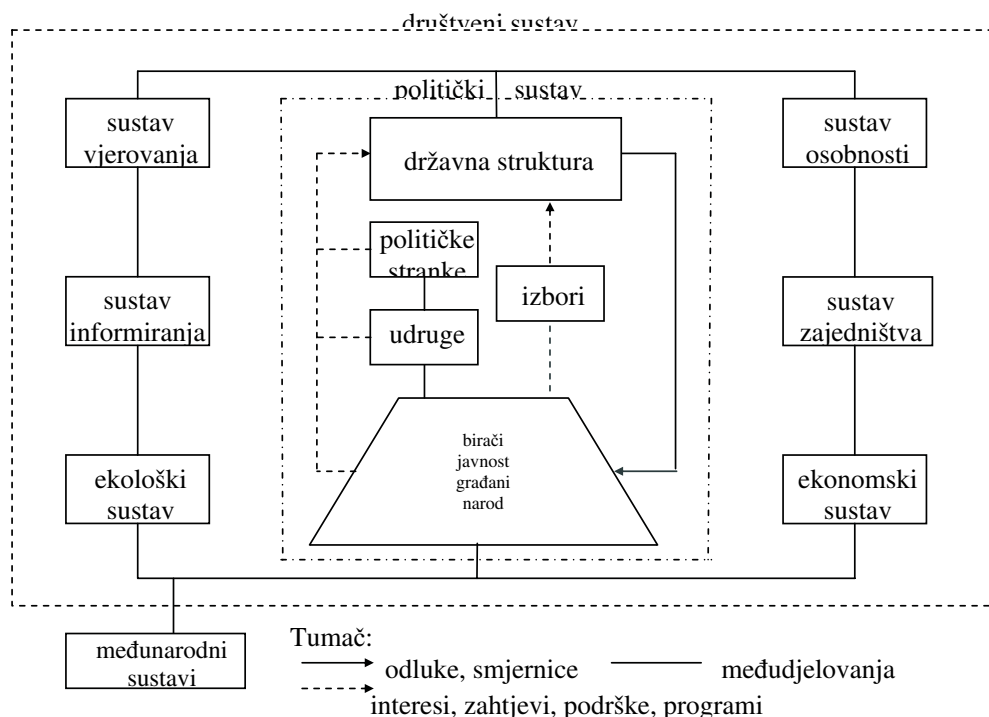 društveni sustav
politički sustav
sustav
vjerovanja
državna struktura
sustav
osobnosti
političke
stranke
izbori
sustav
informiranja
udruge
sustav
zajedništva
birači
javnost
građani
narod
ekološki
sustav
ekonomski
sustav
međunarodni
sustavi
Tumač:
odluke, smjernice
međudjelovanja
interesi, zahtjevi, podrške, programi